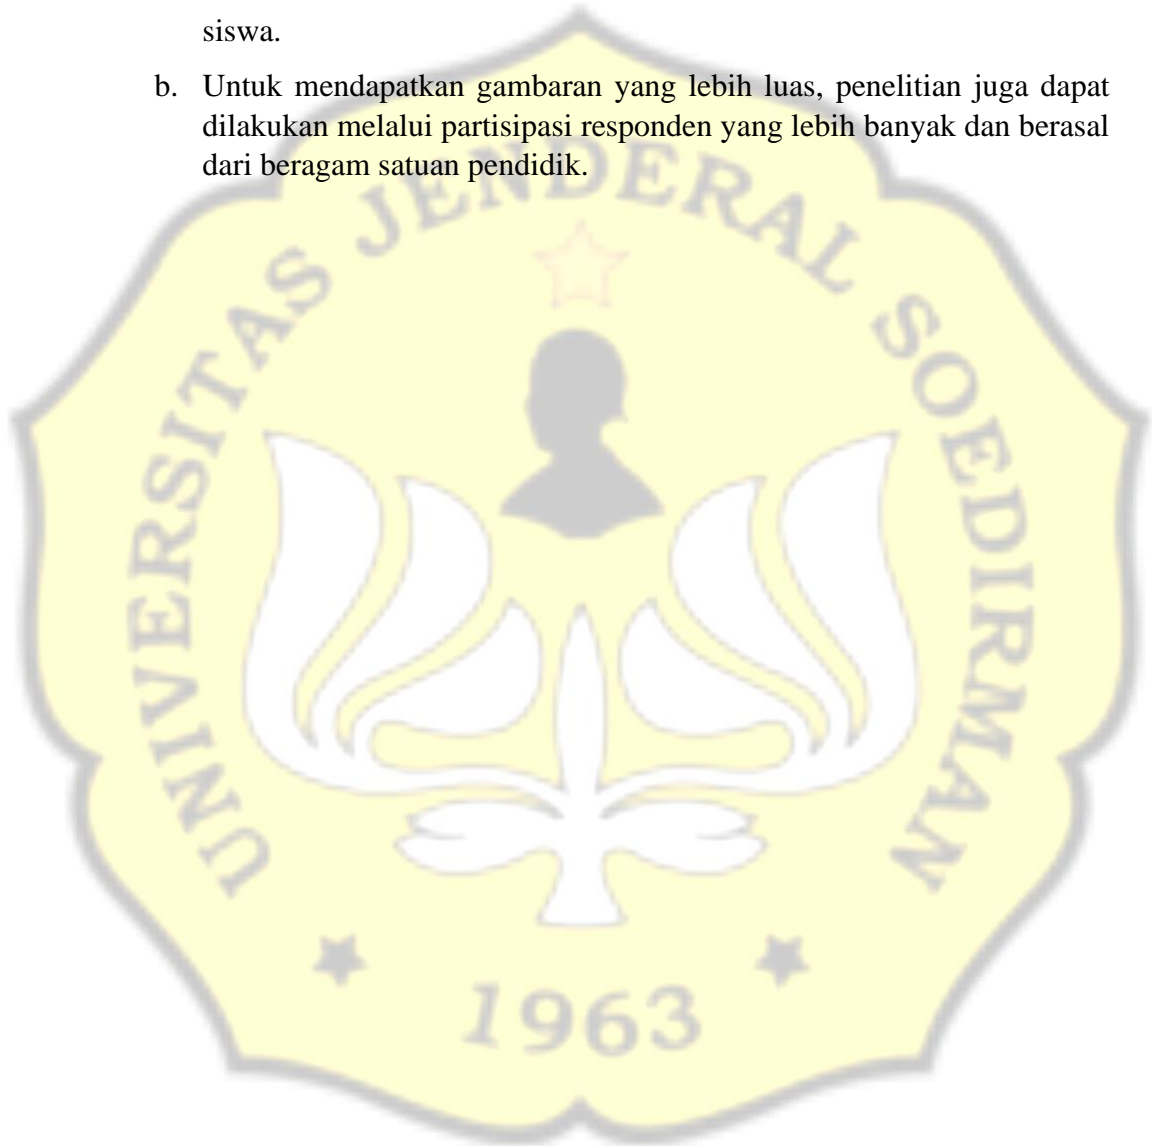 siswa.
b. Untuk mendapatkan gambaran yang lebih luas, penelitian juga dapat
dilakukan melalui partisipasi responden yang lebih banyak dan berasal
dari beragam satuan pendidik.
UNIVERSITAS JENDERAL SOEDIRMAN
1963